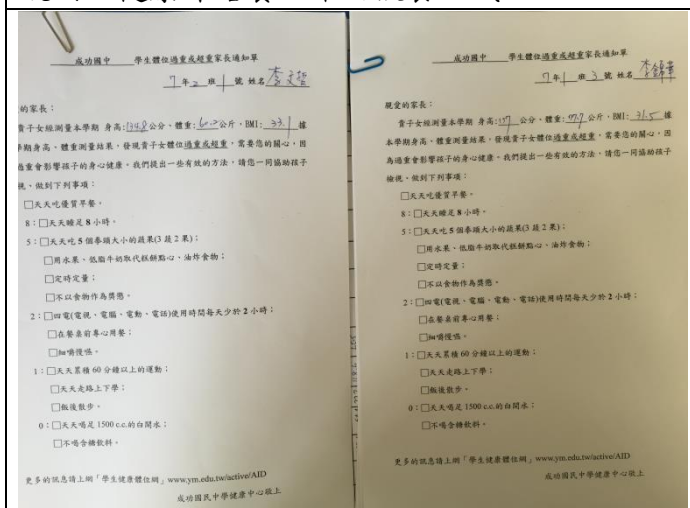 成功國中 學生體位過重或超重家長通知單
7年2班1號 姓名李文哲
的家長：
貴子女經測量本學期 身高:134.8公分、體重:60.2公斤、BMI: 33.1 據
學期身高、體重測量結果，發現貴子女體位過重或超重，需要您的關心，因
過重會影響孩子的身心健康。我們提出一些有效的方法，請您一同協助孩子
視、做到下列事項：
□天天吃優質早餐。
8：□天天睡足8小時。
5：□天天吃5個拳頭大小的蔬果(3蔬2果)；
□用水果、低脂牛奶取代糕餅點心、油炸食物；
□定時定量；
□不以食物作為獎懲。
2：□四電(電視、電腦、電動、電話)使用時間每天少於2小時；
□在餐桌前專心用餐；
□細嚼慢嚥。
1：□天天累積60分鐘以上的運動；
□天天走路上下學；
□飯後散步。
0：□天天喝足1500 c.c.的白開水；
□不喝含糖飲料。
更多的訊息請上網「學生健康體位網」www.ym.edu.tw/active/AID
成功國民中學健康中心敬上
成功國中 學生體位過重或超重家長通知單
7年1班3號 姓名李錦華
親愛的家長：
貴子女經測量本學期 身高:157公分、體重:77.7公斤、BMI: 31.5 據
本學期身高、體重測量結果，發現貴子女體位過重或超重，需要您的關心，因
為過重會影響孩子的身心健康。我們提出一些有效的方法，請您一同協助孩子
檢視、做到下列事項：
□天天吃優質早餐。
8：□天天睡足8小時。
5：□天天吃5個拳頭大小的蔬果(3蔬2果)；
□用水果、低脂牛奶取代糕餅點心、油炸食物；
□定時定量；
□不以食物作為獎懲。
2：□四電(電視、電腦、電動、電話)使用時間每天少於2小時；
□在餐桌前專心用餐；
□細嚼慢嚥。
1：□天天累積60分鐘以上的運動；
□天天走路上下學；
□飯後散步。
0：□天天喝足1500 c.c.的白開水；
□不喝含糖飲料。
更多的訊息請上網「學生健康體位網」www.ym.edu.tw/active/AID
成功國民中學健康中心敬上